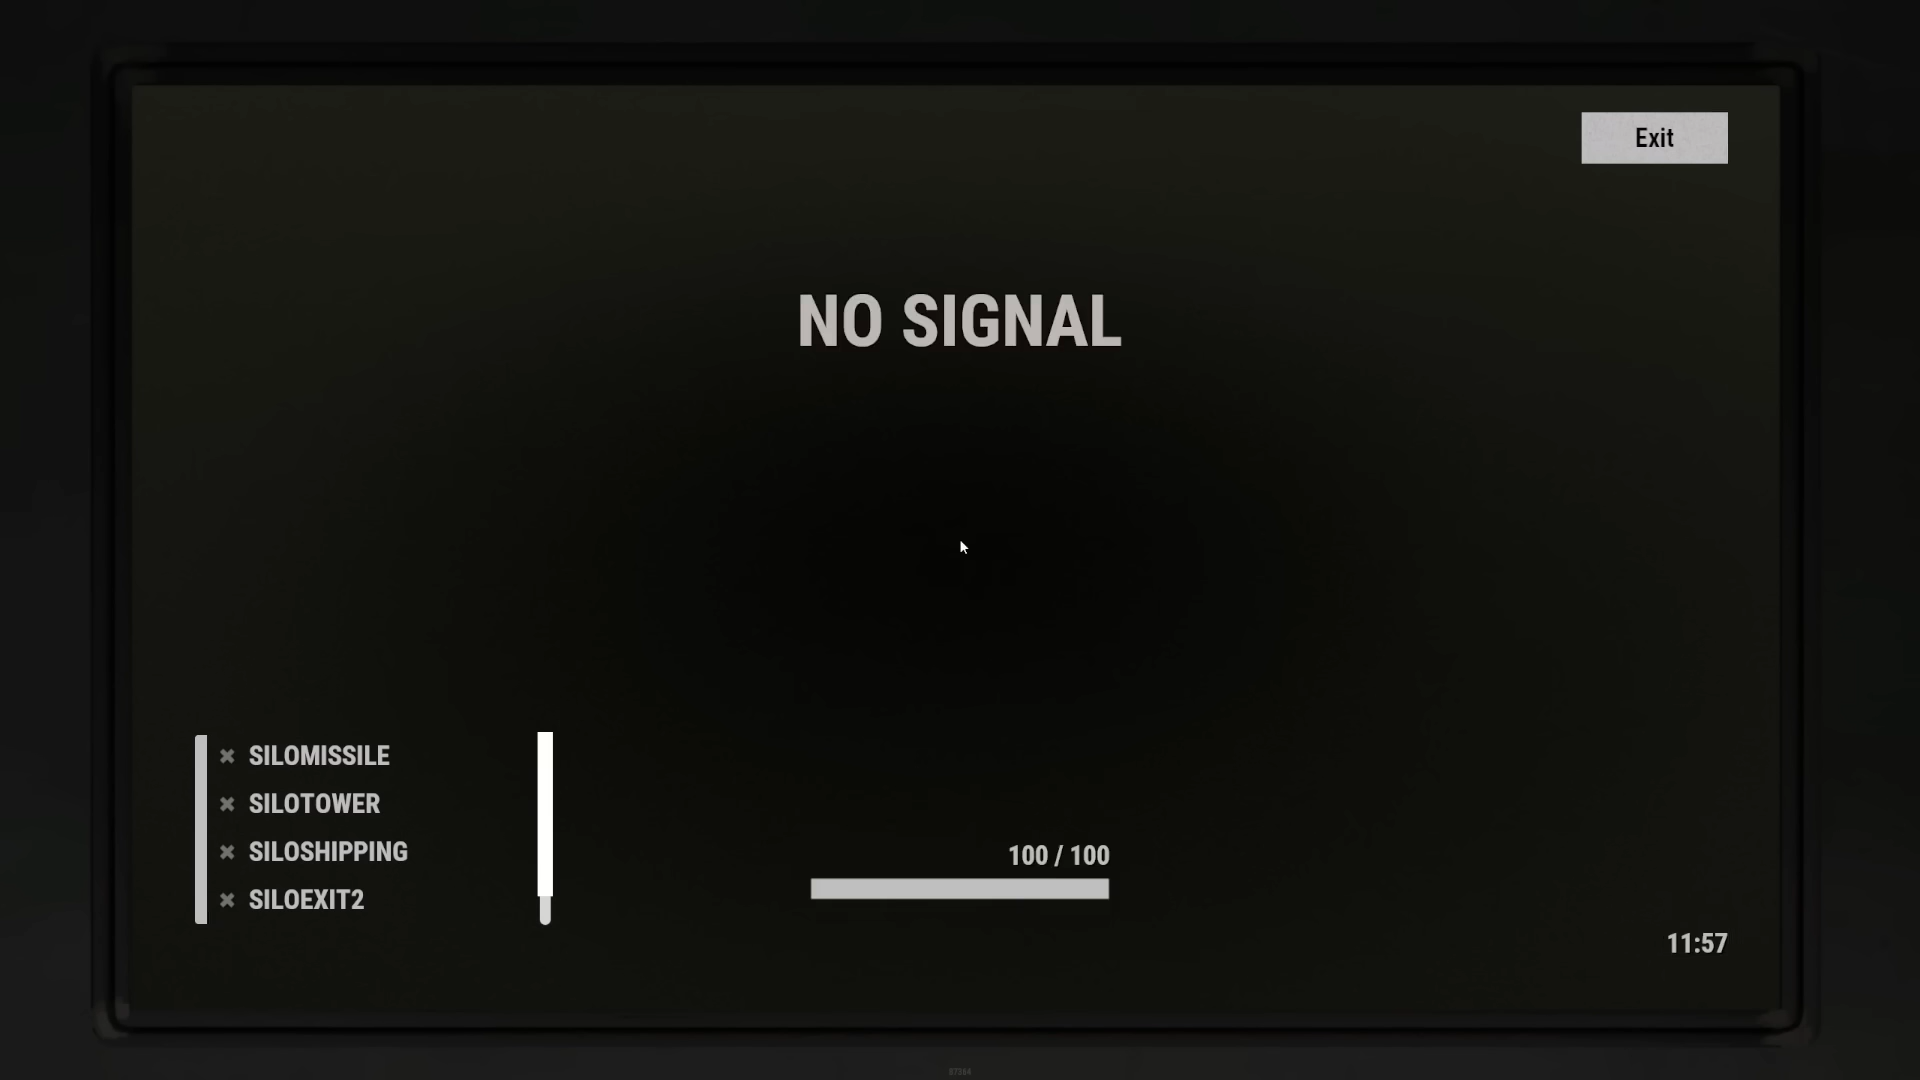 Exit
NO SIGNAL
SILOMISSILE
SILOTOWER
SILOSHIPPING
SILOEXIT2
100 / 100
11:57